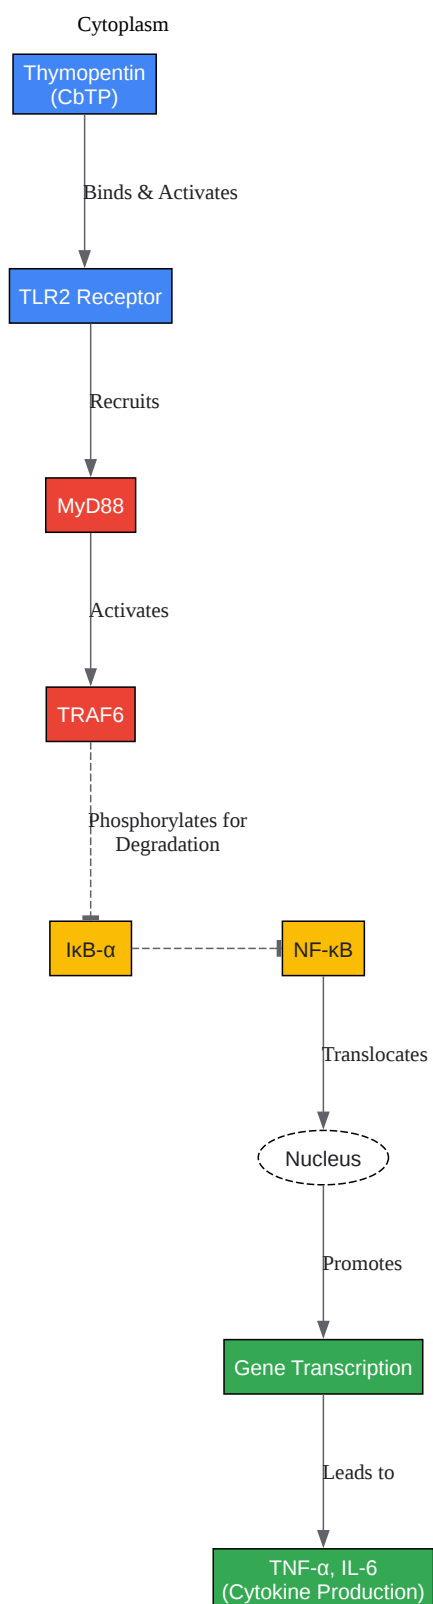 Cytoplasm
Thymopentin
(CbTP)
Binds & Activates
TLR2 Receptor
Recruits
MyD88
Activates
TRAF6
Phosphorylates for
Degradation
IκB-α
NF-κB
Translocates
Nucleus
Promotes
Gene Transcription
Leads to
TNF-α, IL-6
(Cytokine Production)